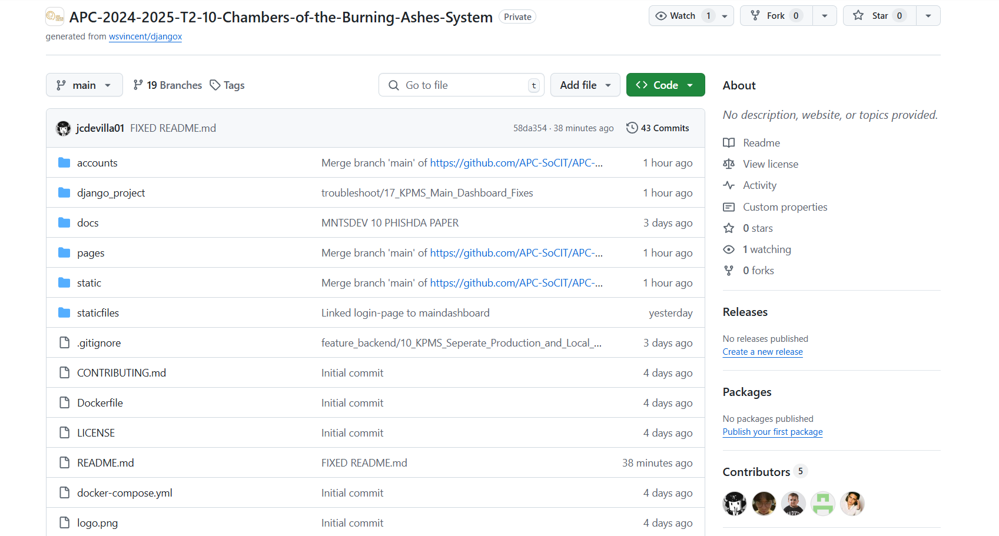 APC-2024-2025-T2-10-Chambers-of-the-Burning-Ashes-System Private Watch 1 Fork 0 Star 0
generated from wsvincent/djangox
main 19 Branches Tags Go to file t Add file Code
jcdevilla01 FIXED README.md 58da354 · 38 minutes ago 43 Commits
accounts Merge branch 'main' of https://github.com/APC-SoCIT/APC-... 1 hour ago
django_project troubleshoot/17_KPMS_Main_Dashboard_Fixes 1 hour ago
docs MNTSDEV 10 PHISHDA PAPER 3 days ago
pages Merge branch 'main' of https://github.com/APC-SoCIT/APC-... 1 hour ago
static Merge branch 'main' of https://github.com/APC-SoCIT/APC-... 1 hour ago
staticfiles Linked login-page to maindashboard yesterday
.gitignore feature_backend/10_KPMS_Seperate_Production_and_Local_... 3 days ago
CONTRIBUTING.md Initial commit 4 days ago
Dockerfile Initial commit 4 days ago
LICENSE Initial commit 4 days ago
README.md FIXED README.md 38 minutes ago
docker-compose.yml Initial commit 4 days ago
logo.png Initial commit 4 days ago
About
No description, website, or topics provided.
Readme
View license
Activity
Custom properties
0 stars
1 watching
0 forks
Releases
No releases published
Create a new release
Packages
No packages published
Publish your first package
Contributors 5